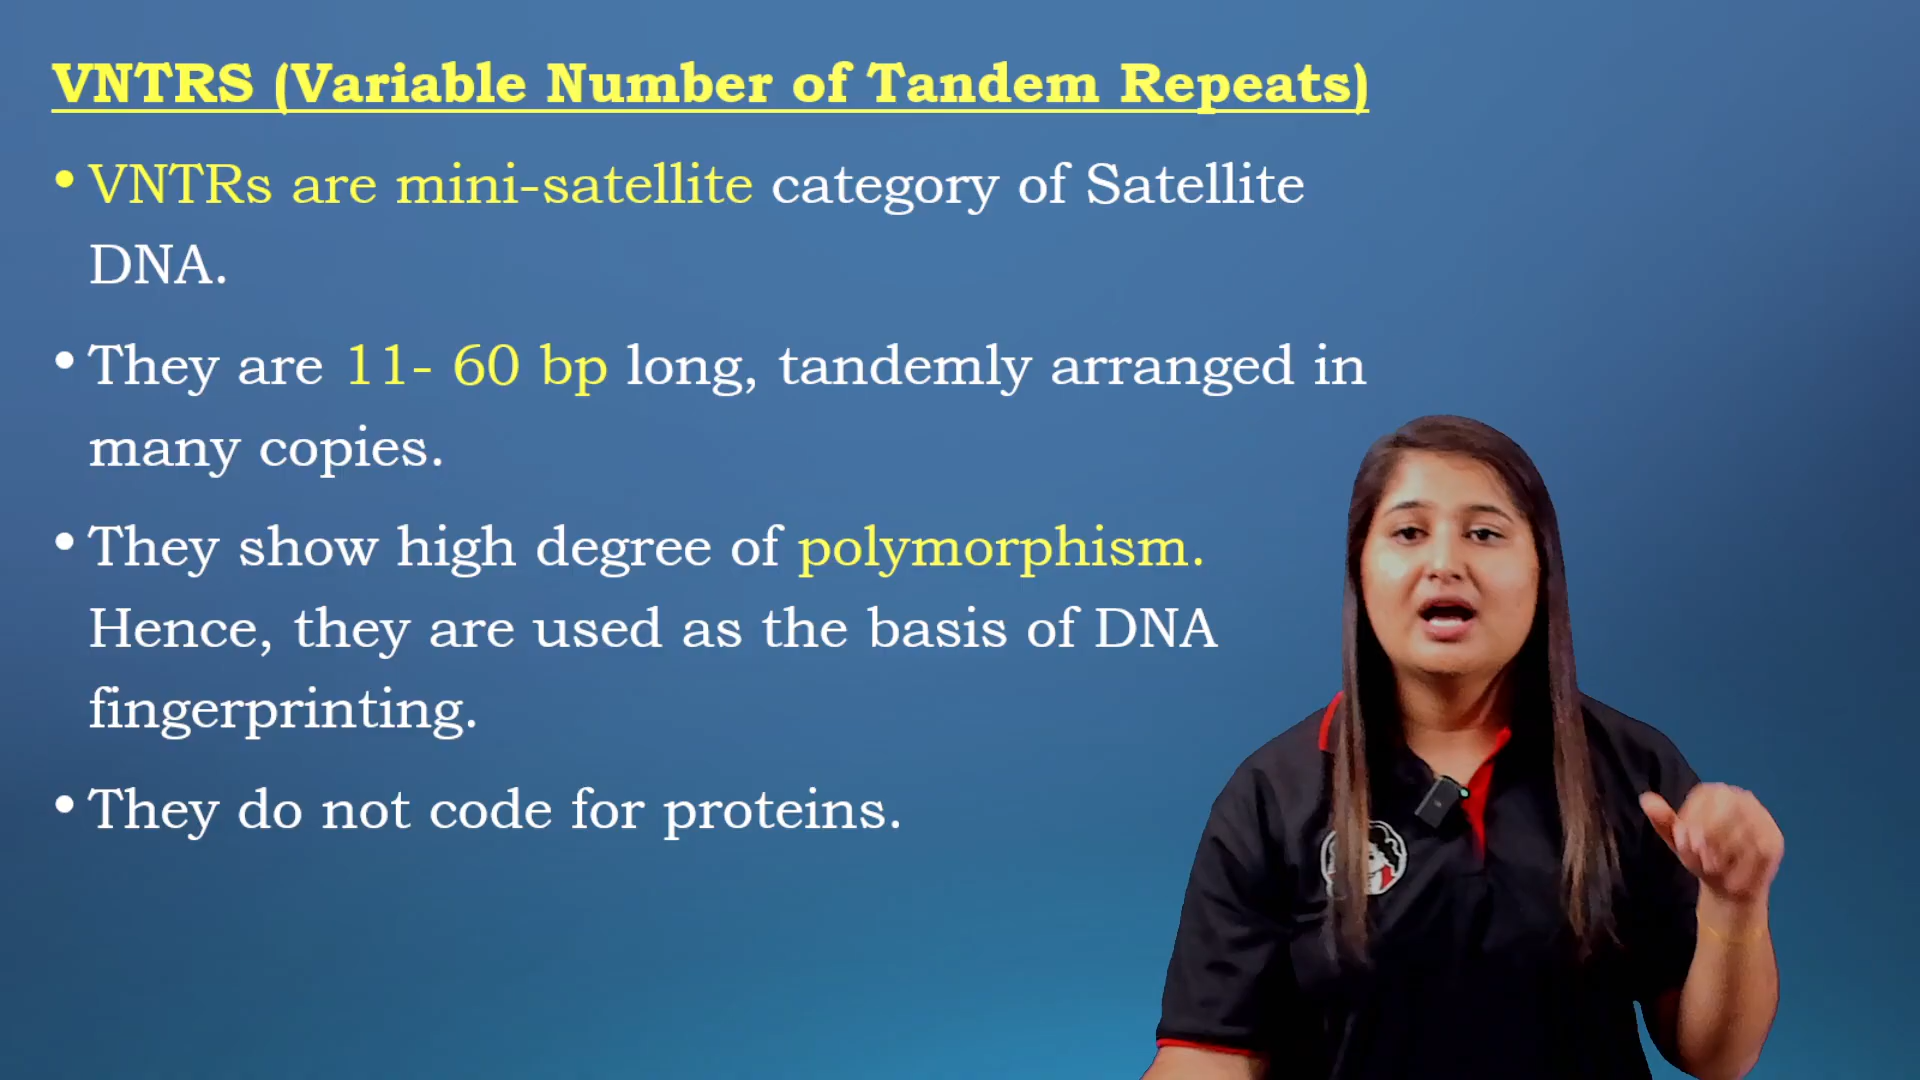 VNTRS (Variable Number of Tandem Repeats)
• VNTRs are mini-satellite category of Satellite
DNA.
• They are 11- 60 bp long, tandemly arranged in
many copies.
• They show high degree of polymorphism.
Hence, they are used as the basis of DNA
fingerprinting.
• They do not code for proteins.